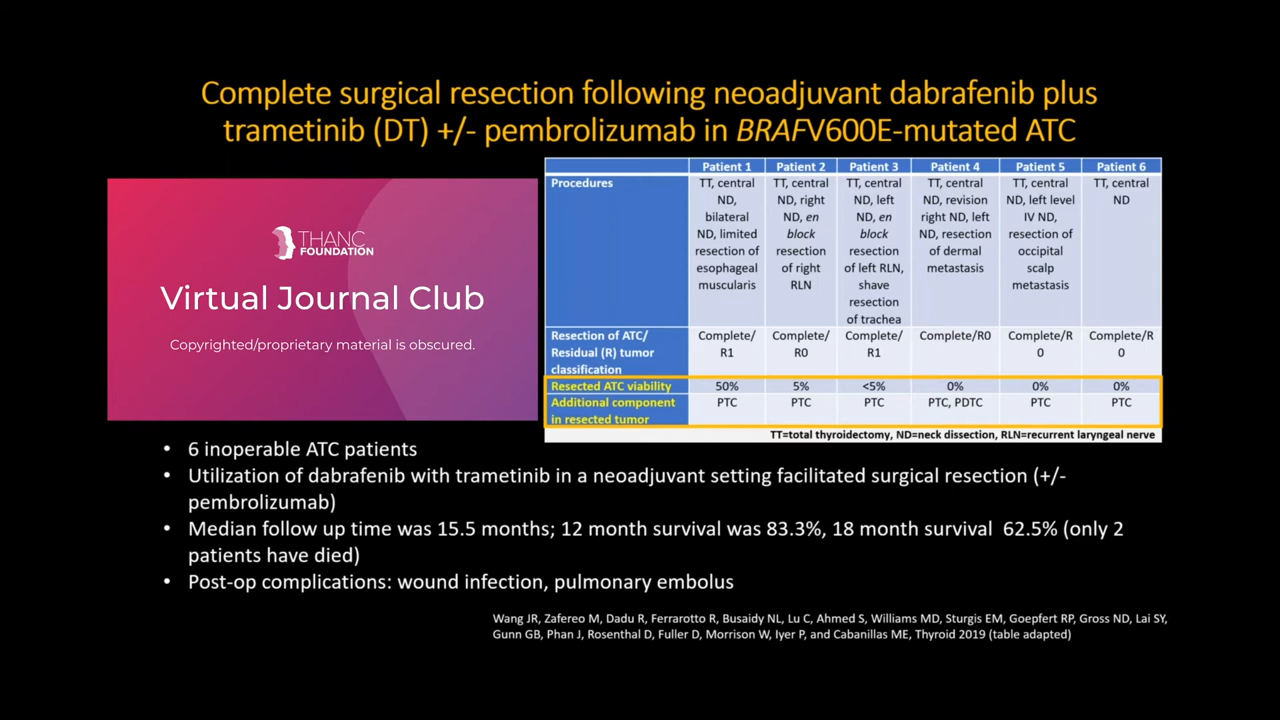 Complete surgical resection following neoadjuvant dabrafenib plus
trametinib (DT) +/- pembrolizumab in BRAFV600E-mutated ATC
THANC
FOUNDATION
Virtual Journal Club
Copyrighted/proprietary material is obscured.
Patient 1 Patient 2 Patient 3 Patient 4 Patient 5 Patient 6
Procedures
TT, central
ND,
bilateral
ND, limited
resection of
esophageal
muscularis
TT, central
ND, right
ND, en
block
resection
of right
RLN
TT, central
ND, left
ND, en
block
resection
of left RLN,
shave
resection
of trachea
TT, central
ND, revision
right ND, left
ND, resection
of dermal
metastasis
TT, central
ND, left level
IV ND,
resection of
occipital
scalp
metastasis
TT, central
ND
Resection of ATC/
Residual (R) tumor
classification
Complete/
R1
Complete/
R0
Complete/
R1
Complete/R0
Complete/R
0
Complete/R
0
Resected ATC viability 50% 5% <5% 0% 0% 0%
Additional component
in resected tumor
PTC PTC PTC PTC, PDTC PTC PTC
TT=total thyroidectomy, ND=neck dissection, RLN=recurrent laryngeal nerve
• 6 inoperable ATC patients
• Utilization of dabrafenib with trametinib in a neoadjuvant setting facilitated surgical resection (+/-
pembrolizumab)
• Median follow up time was 15.5 months; 12 month survival was 83.3%, 18 month survival 62.5% (only 2
patients have died)
• Post-op complications: wound infection, pulmonary embolus
Wang JR, Zafereo M, Dadu R, Ferrarotto R, Busaidy NL, Lu C, Ahmed S, Williams MD, Sturgis EM, Goepfert RP, Gross ND, Lai SY,
Gunn GB, Phan J, Rosenthal D, Fuller D, Morrison W, Iyer P, and Cabanillas ME, Thyroid 2019 (table adapted)